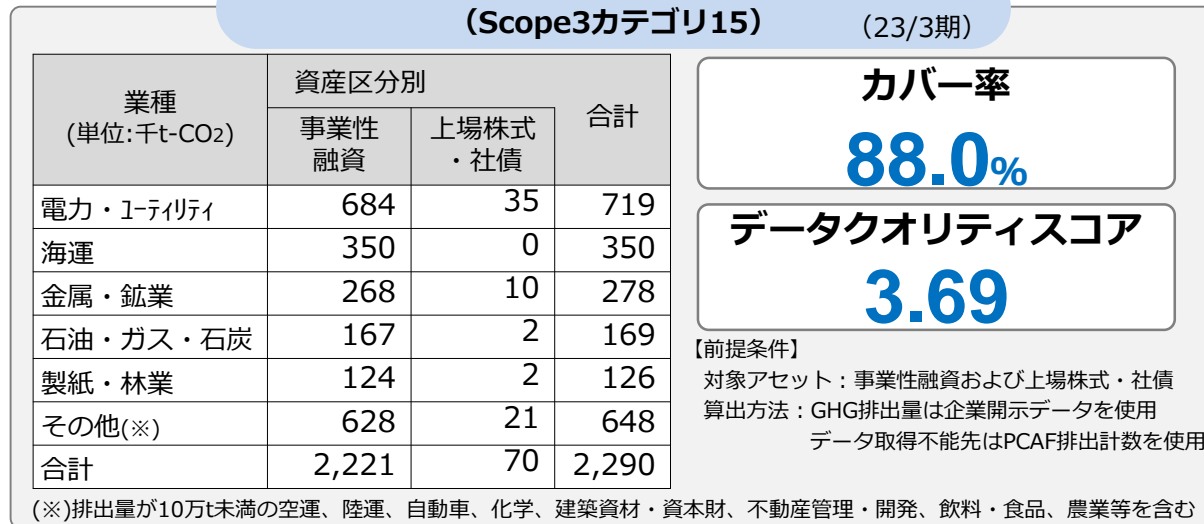 （Scope3カテゴリ15） （23/3期）
業種
(単位:千t-CO2)
資産区分別
合計
事業性
融資
上場株式
・社債
電力・ﾕｰﾃｨﾘﾃｨ 684 35 719
海運 350 0 350
金属・鉱業 268 10 278
石油・ガス・石炭 167 2 169
製紙・林業 124 2 126
その他(※) 628 21 648
合計 2,221 70 2,290
(※)排出量が10万t未満の空運、陸運、自動車、化学、建築資材・資本財、不動産管理・開発、飲料・食品、農業等を含む
カバー率
88.0%
データクオリティスコア
3.69
【前提条件】
対象アセット：事業性融資および上場株式・社債
算出方法：GHG排出量は企業開示データを使用
データ取得不能先はPCAF排出計数を使用